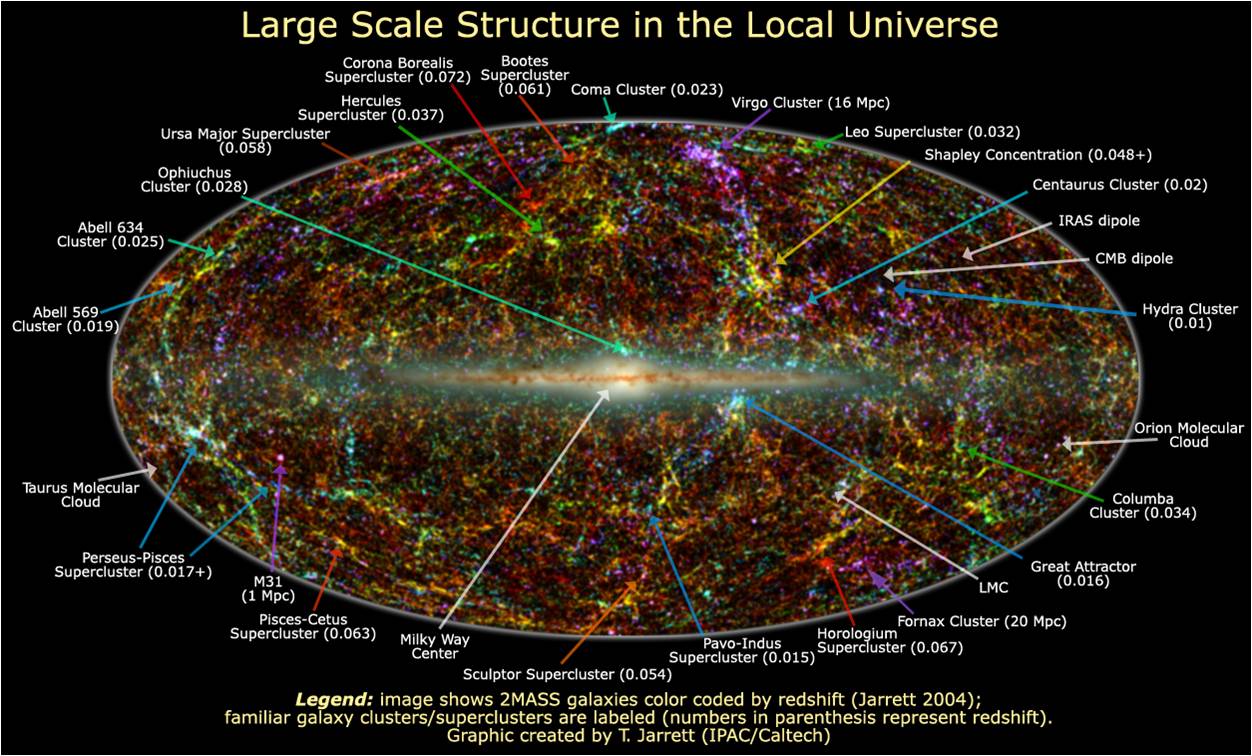 Large Scale Structure in the Local Universe
Corona Borealis
Supercluster (0.072)
Bootes
Supercluster
(0.061)
Coma Cluster (0.023)
Hercules
Supercluster (0.037)
Virgo Cluster (16 Mpc)
Ursa Major Supercluster
(0.058)
Leo Supercluster (0.032)
Shapley Concentration (0.048+)
Ophiuchus
Cluster (0.028)
Centaurus Cluster (0.02)
Abell 634
Cluster (0.025)
IRAS dipole
CMB dipole
Abell 569
Cluster (0.019)
Hydra Cluster
(0.01)
Orion Molecular
Cloud
Taurus Molecular
Cloud
Columba
Cluster (0.034)
Perseus-Pisces
Supercluster (0.017+)
Great Attractor
(0.016)
M31
(1 Mpc)
LMC
Pisces-Cetus
Supercluster (0.063)
Fornax Cluster (20 Mpc)
Milky Way
Center
Horologium
Supercluster (0.067)
Pavo-Indus
Supercluster (0.015)
Sculptor Supercluster (0.054)
Legend: image shows 2MASS galaxies color coded by redshift (Jarrett 2004);
familiar galaxy clusters/superclusters are labeled (numbers in parenthesis represent redshift).
Graphic created by T. Jarrett (IPAC/Caltech)